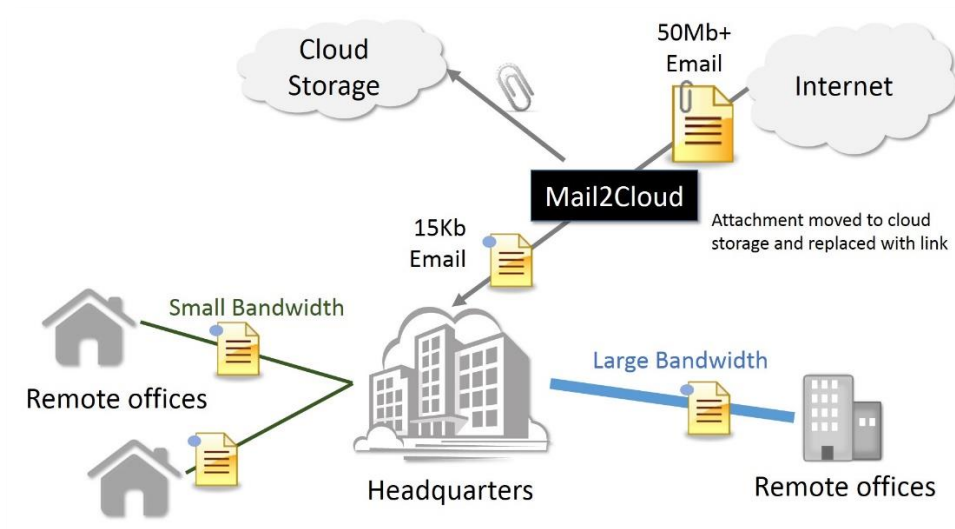 Cloud
Storage
50Mb+
Email
Internet
Mail2Cloud
Attachment moved to cloud
storage and replaced with link
15Kb
Email
Small Bandwidth
Large Bandwidth
Remote offices
Headquarters
Remote offices